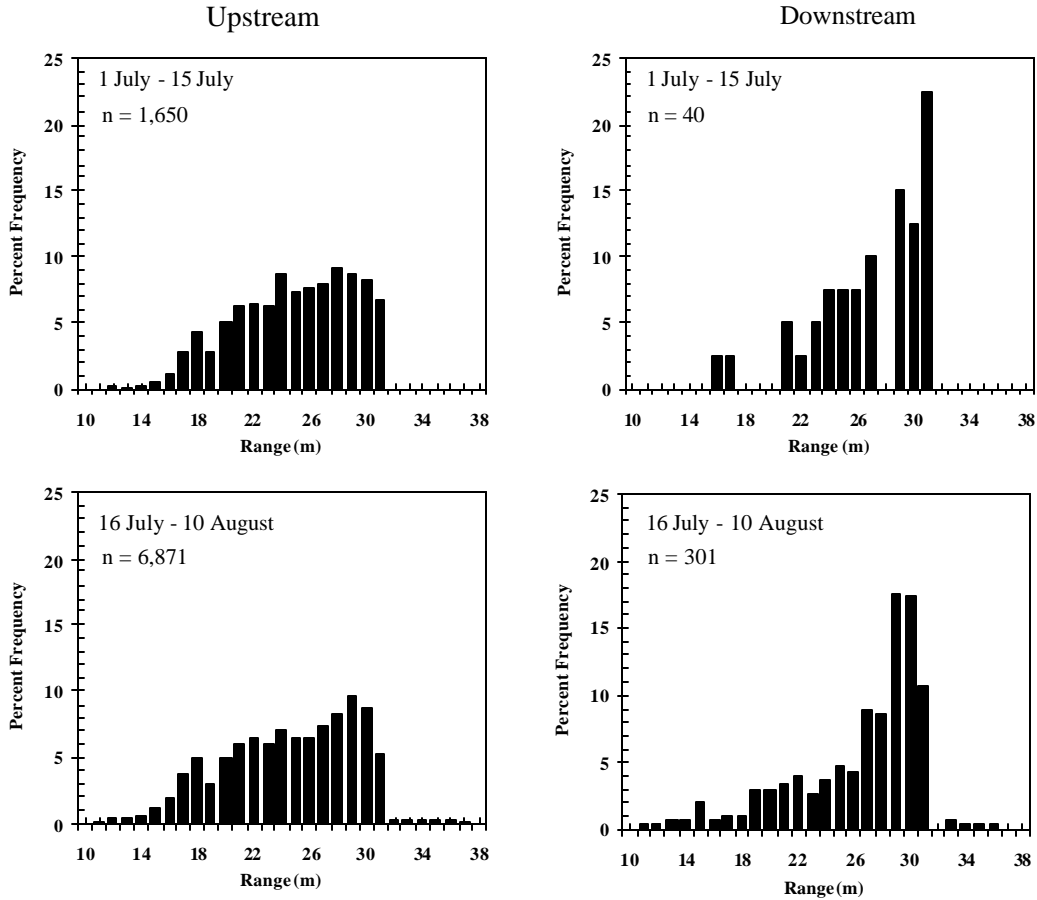 Upstream
Downstream
1 July - 15 July
n = 1,650
Percent Frequency
25
20
15
10
5
0
10 14 18 22 26 30 34 38
Range (m)
1 July - 15 July
n = 40
Percent Frequency
25
20
15
10
5
0
10 14 18 22 26 30 34 38
Range (m)
16 July - 10 August
n = 6,871
Percent Frequency
25
20
15
10
5
0
10 14 18 22 26 30 34 38
Range (m)
16 July - 10 August
n = 301
Percent Frequency
25
20
15
10
5
0
10 14 18 22 26 30 34 38
Range (m)